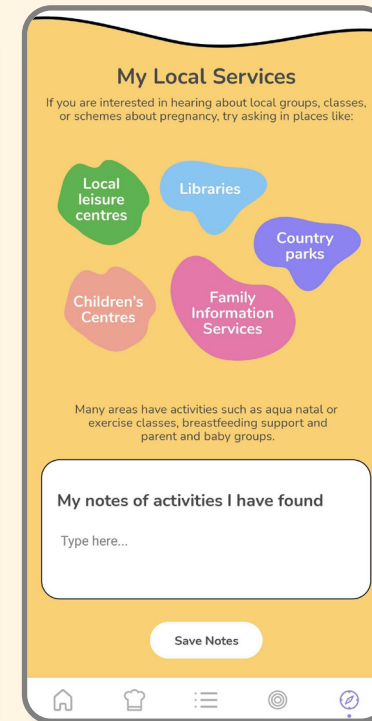 My Local Services
If you are interested in hearing about local groups, classes,
or schemes about pregnancy, try asking in places like:
Local
leisure
centres
Libraries
Country
parks
Children's
Centres
Family
Information
Services
Many areas have activities such as aqua natal or
exercise classes, breastfeeding support and
parent and baby groups.
My notes of activities I have found
Type here...
Save Notes